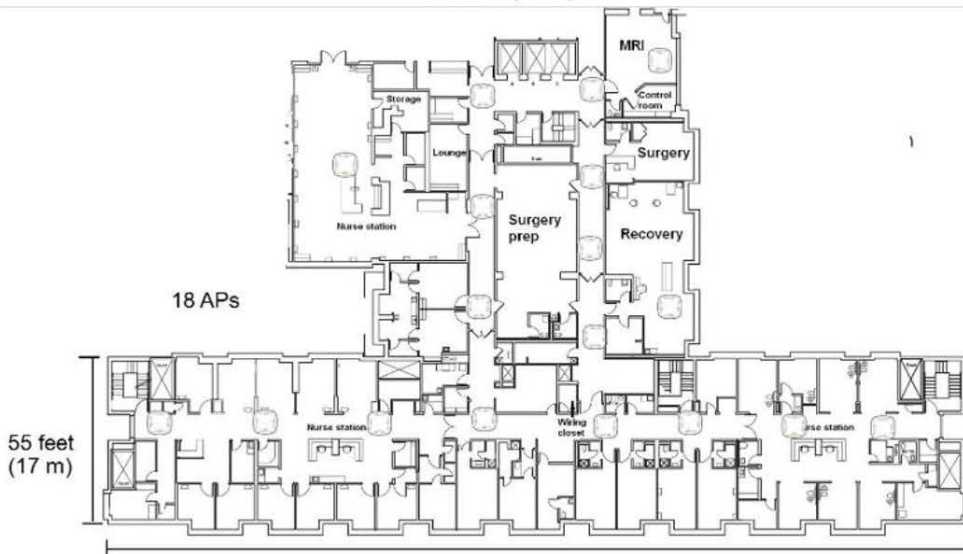 MRI
Control
room
Storage
Surgery
Lounge
Surgery
prep
Recovery
Nurse station
18 APs
55 feet
(17 m)
Nurse station
Wiring
closet
urse station